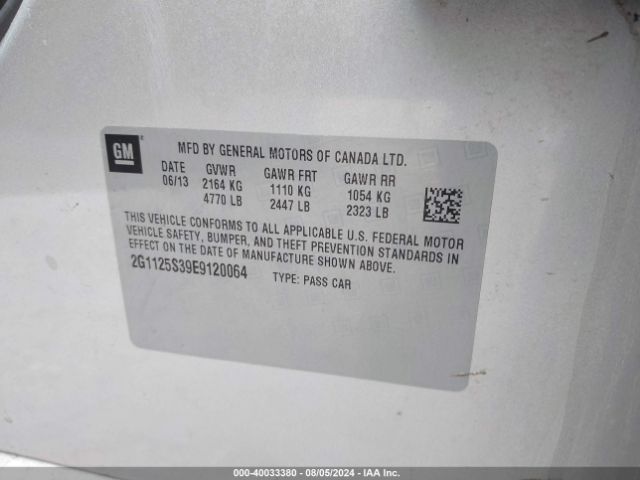 GM
MFD BY GENERAL MOTORS OF CANADA LTD.
DATE GVWR GAWR FRT GAWR RR
06/13 2164 KG 1110 KG 1054 KG
4770 LB 2447 LB 2323 LB
THIS VEHICLE CONFORMS TO ALL APPLICABLE U.S. FEDERAL MOTOR
VEHICLE SAFETY, BUMPER, AND THEFT PREVENTION STANDARDS IN
EFFECT ON THE DATE OF MANUFACTURE SHOWN ABOVE.
2G1125S39E9120064 TYPE: PASS CAR
000-40033380 - 08/05/2024 - IAA Inc.